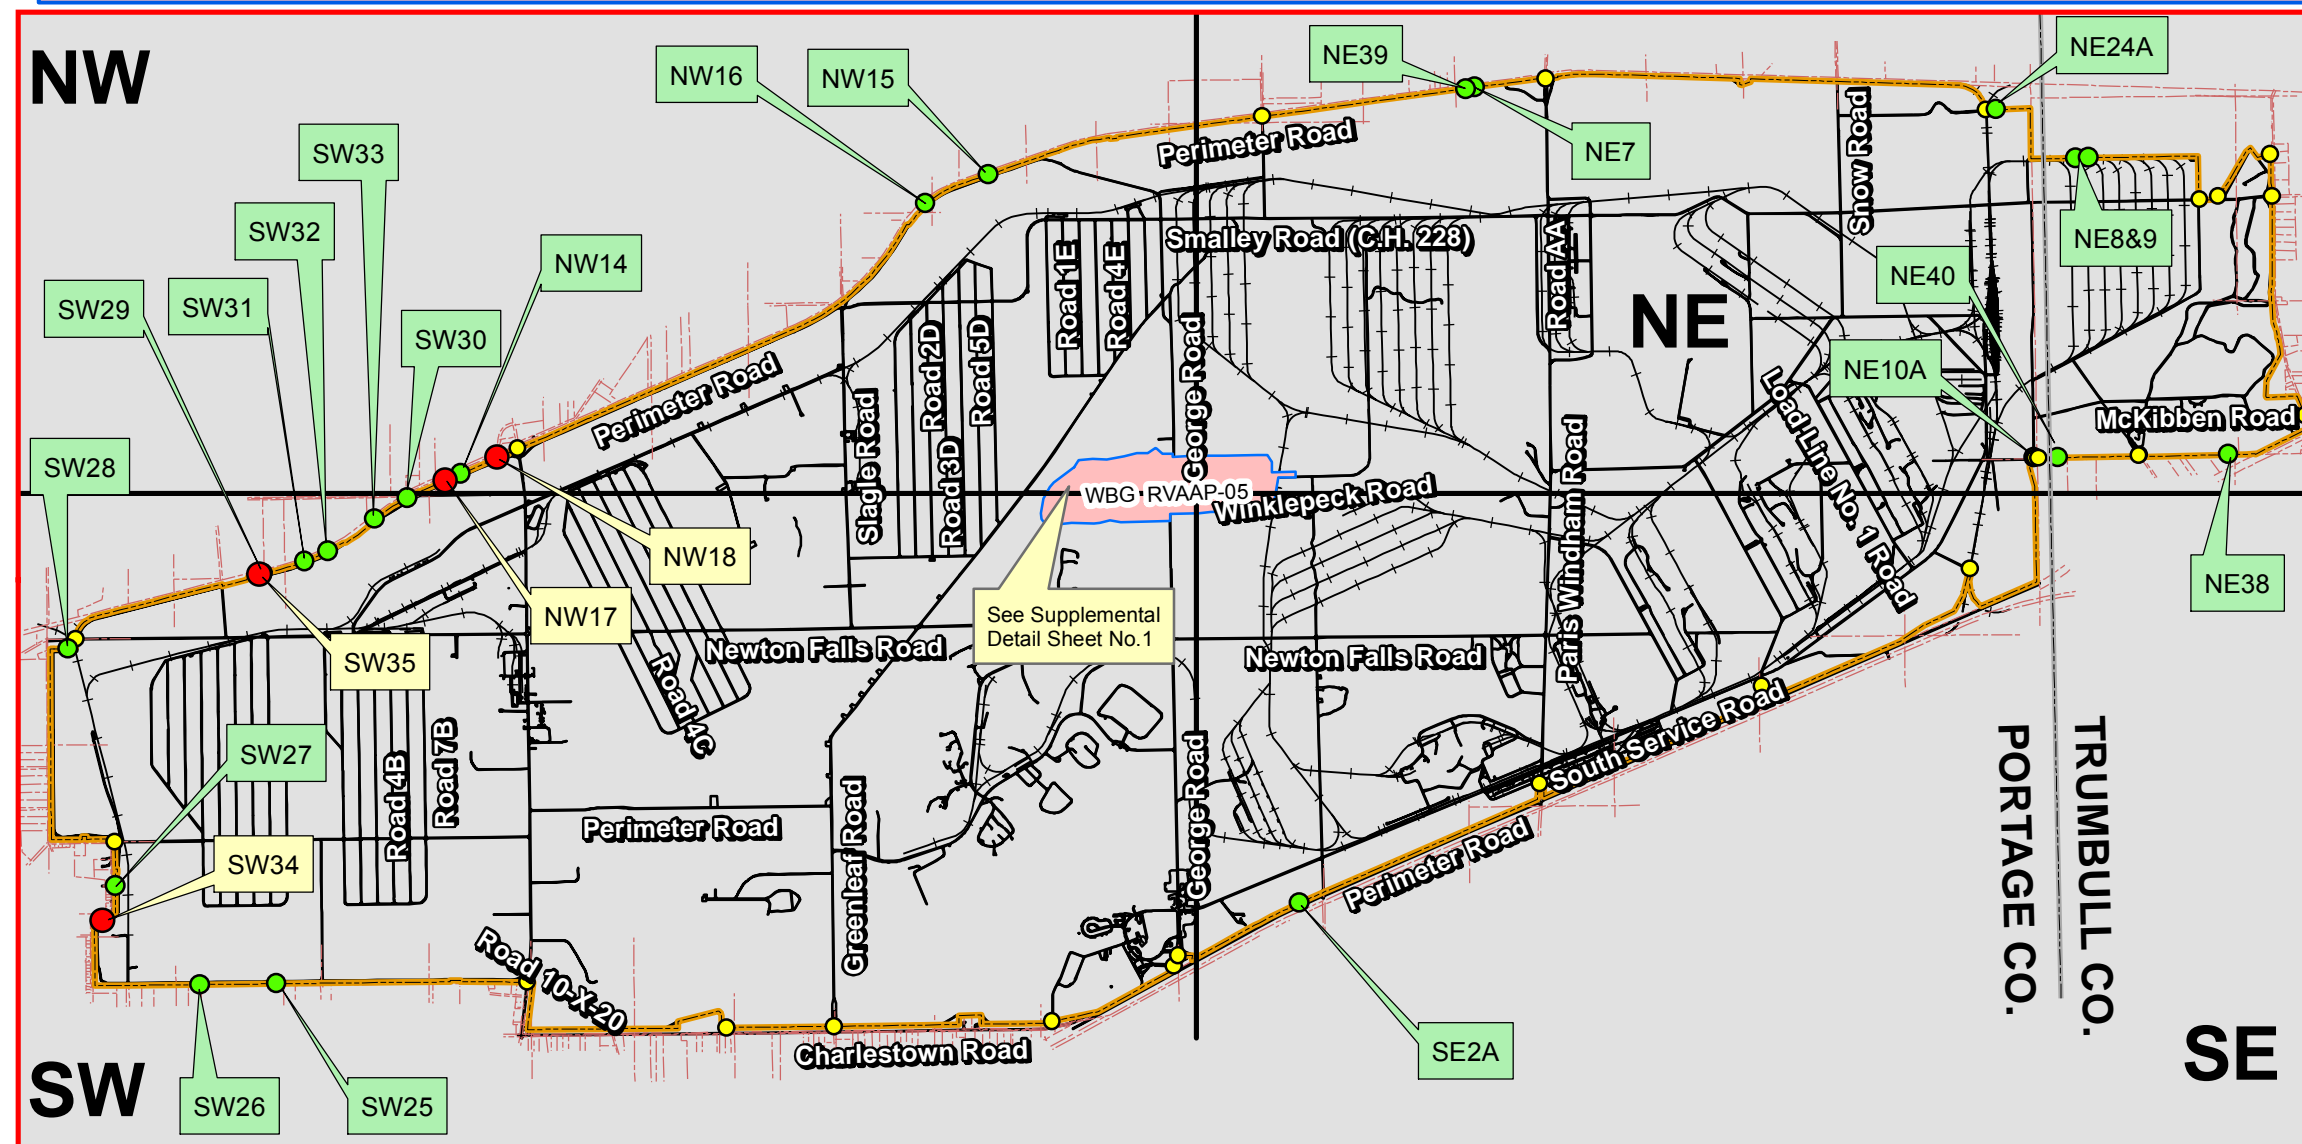 NW
NW16
NW15
NE39
NE24A
NE7
SW33
SW32
NW14
SW29
SW31
SW30
SW28
NE8&9
NE40
NE10A
NE38
NE
Perimeter Road
Smalley Road (C.H. 228)
Snow Road
Road AA
Road 1E
Road 4E
Road 2D
Road 5D
Road 3D
Slagle Road
George Road
Perimeter Road
Load Line No. 1 Road
McKibben Road
WBG RVAAP-05
Winklepeck Road
Paris Windham Road
NW18
NW17
SW35
See Supplemental
Detail Sheet No.1
Newton Falls Road
Newton Falls Road
Road 4C
Road 7B
Road 4B
SW27
SW34
Perimeter Road
Greenleaf Road
George Road
South Service Road
Perimeter Road
PORTAGE CO.
TRUMBULL CO.
Road 10-X-20
Charlestown Road
SE2A
SW
SW26
SW25
SE